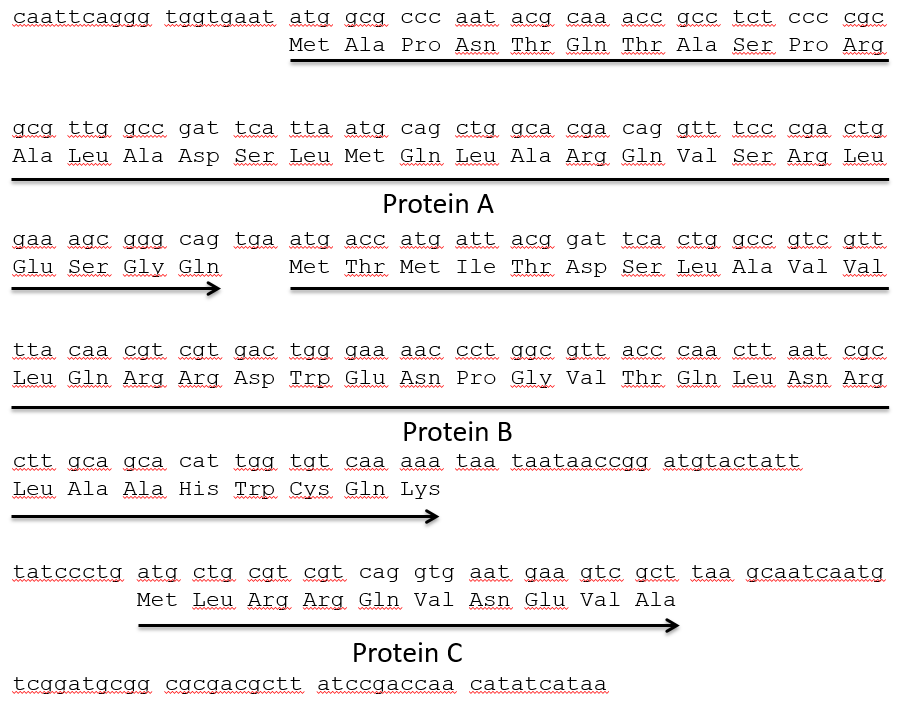 caattcaggg tggtgaat atg gcg ccc aat acg caa acc gcc tct ccc cgc
Met Ala Pro Asn Thr Gln Thr Ala Ser Pro Arg
gcg ttg gcc gat tca tta atg cag ctg gca cga cag gtt tcc cga ctg
Ala Leu Ala Asp Ser Leu Met Gln Leu Ala Arg Gln Val Ser Arg Leu
Protein A
gaa agc ggg cag tga atg acc atg att acg gat tca ctg gcc gtc gtt
Glu Ser Gly Gln Met Thr Met Ile Thr Asp Ser Leu Ala Val Val
tta caa cgt cgt gac tgg gaa aac cct ggc gtt acc caa ctt aat cgc
Leu Gln Arg Arg Asp Trp Glu Asn Pro Gly Val Thr Gln Leu Asn Arg
Protein B
ctt gca gca cat tgg tgt caa aaa taa taataaccgg atgtactatt
Leu Ala Ala His Trp Cys Gln Lys
tatccctg atg ctg cgt cgt cag gtg aat gaa gtc gct taa gcaatcaatg
Met Leu Arg Arg Gln Val Asn Glu Val Ala
Protein C
tcggatgcgg cgcgacgctt atccgaccaa catatcataa